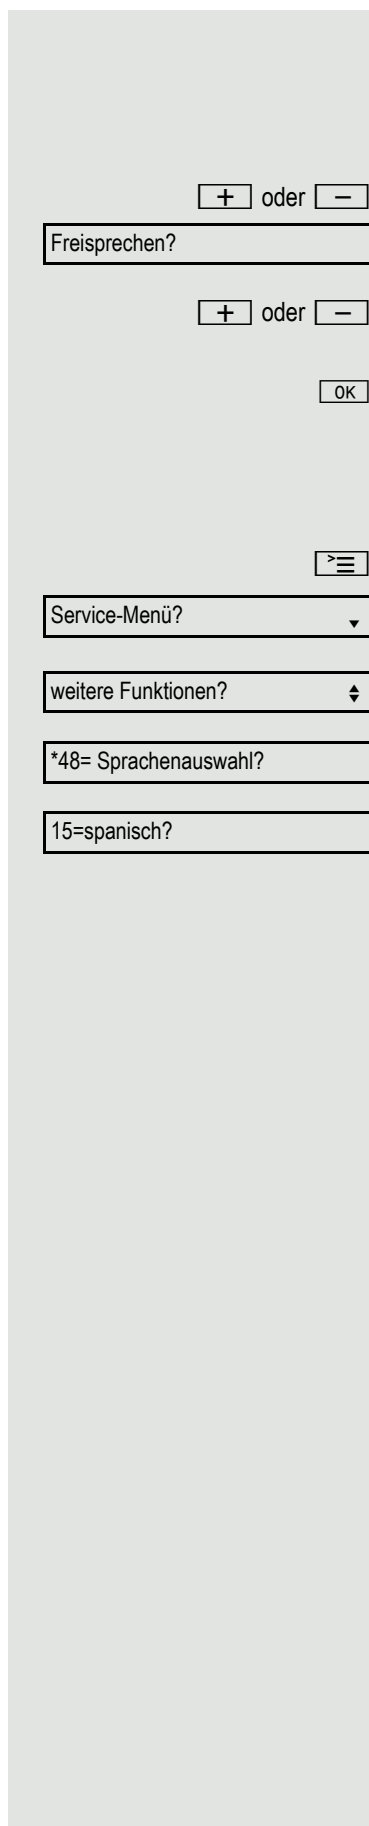 + oder −
Freisprechen?
+ oder −
OK
>☰
Service-Menü? ▼
weitere Funktionen? ▲▼
*48= Sprachenauswahl?
15=spanisch?